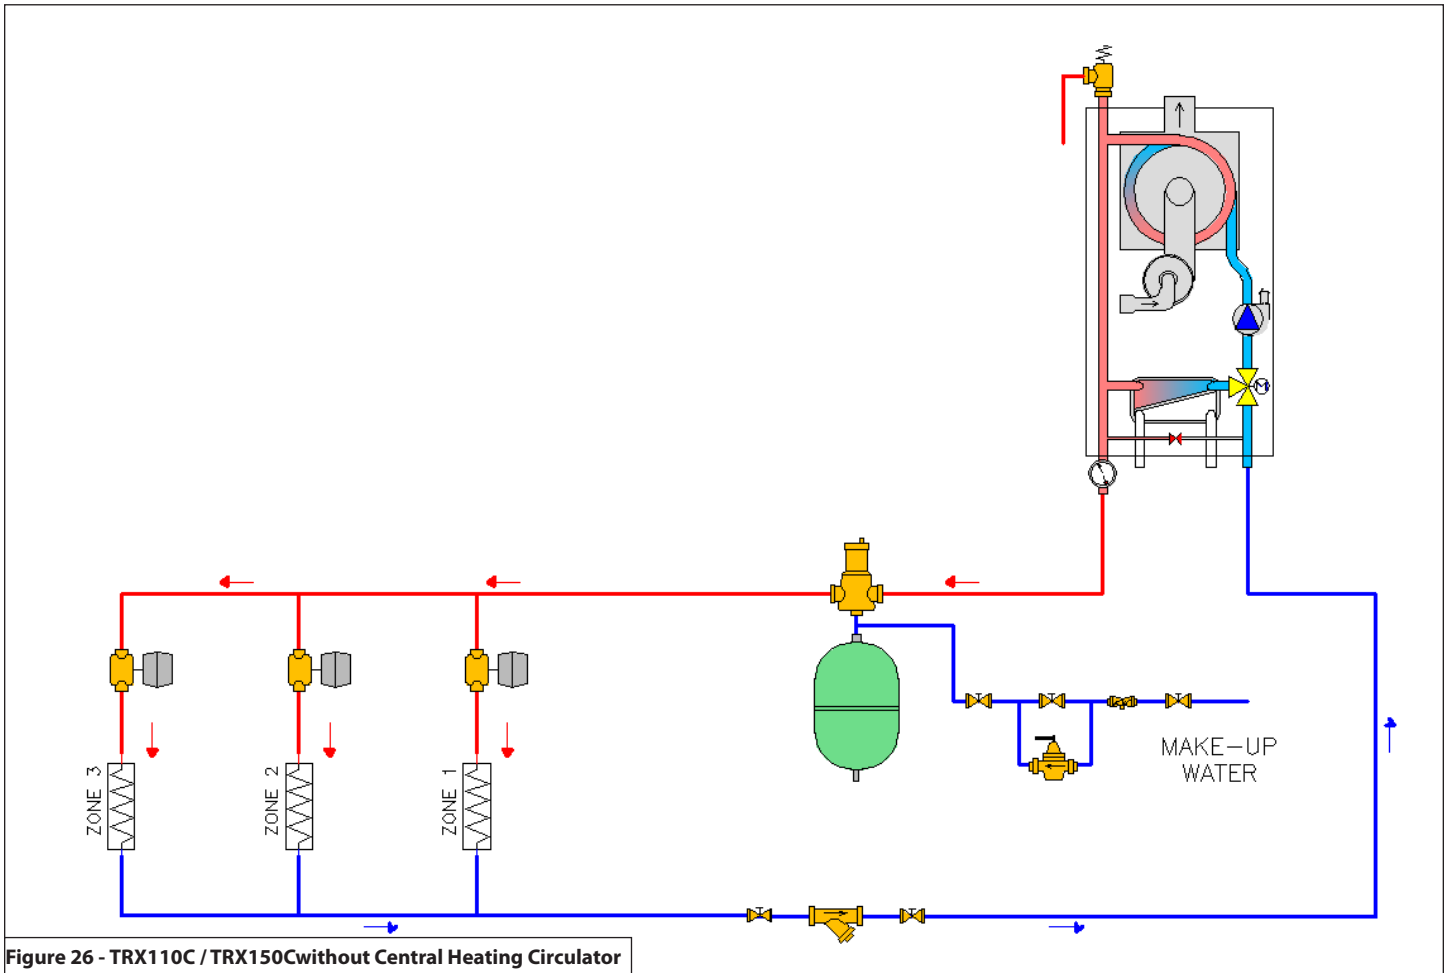 M
MAKE-UP
WATER
ZONE 3
ZONE 2
ZONE 1
Figure 26 - TRX110C / TRX150Cwithout Central Heating Circulator